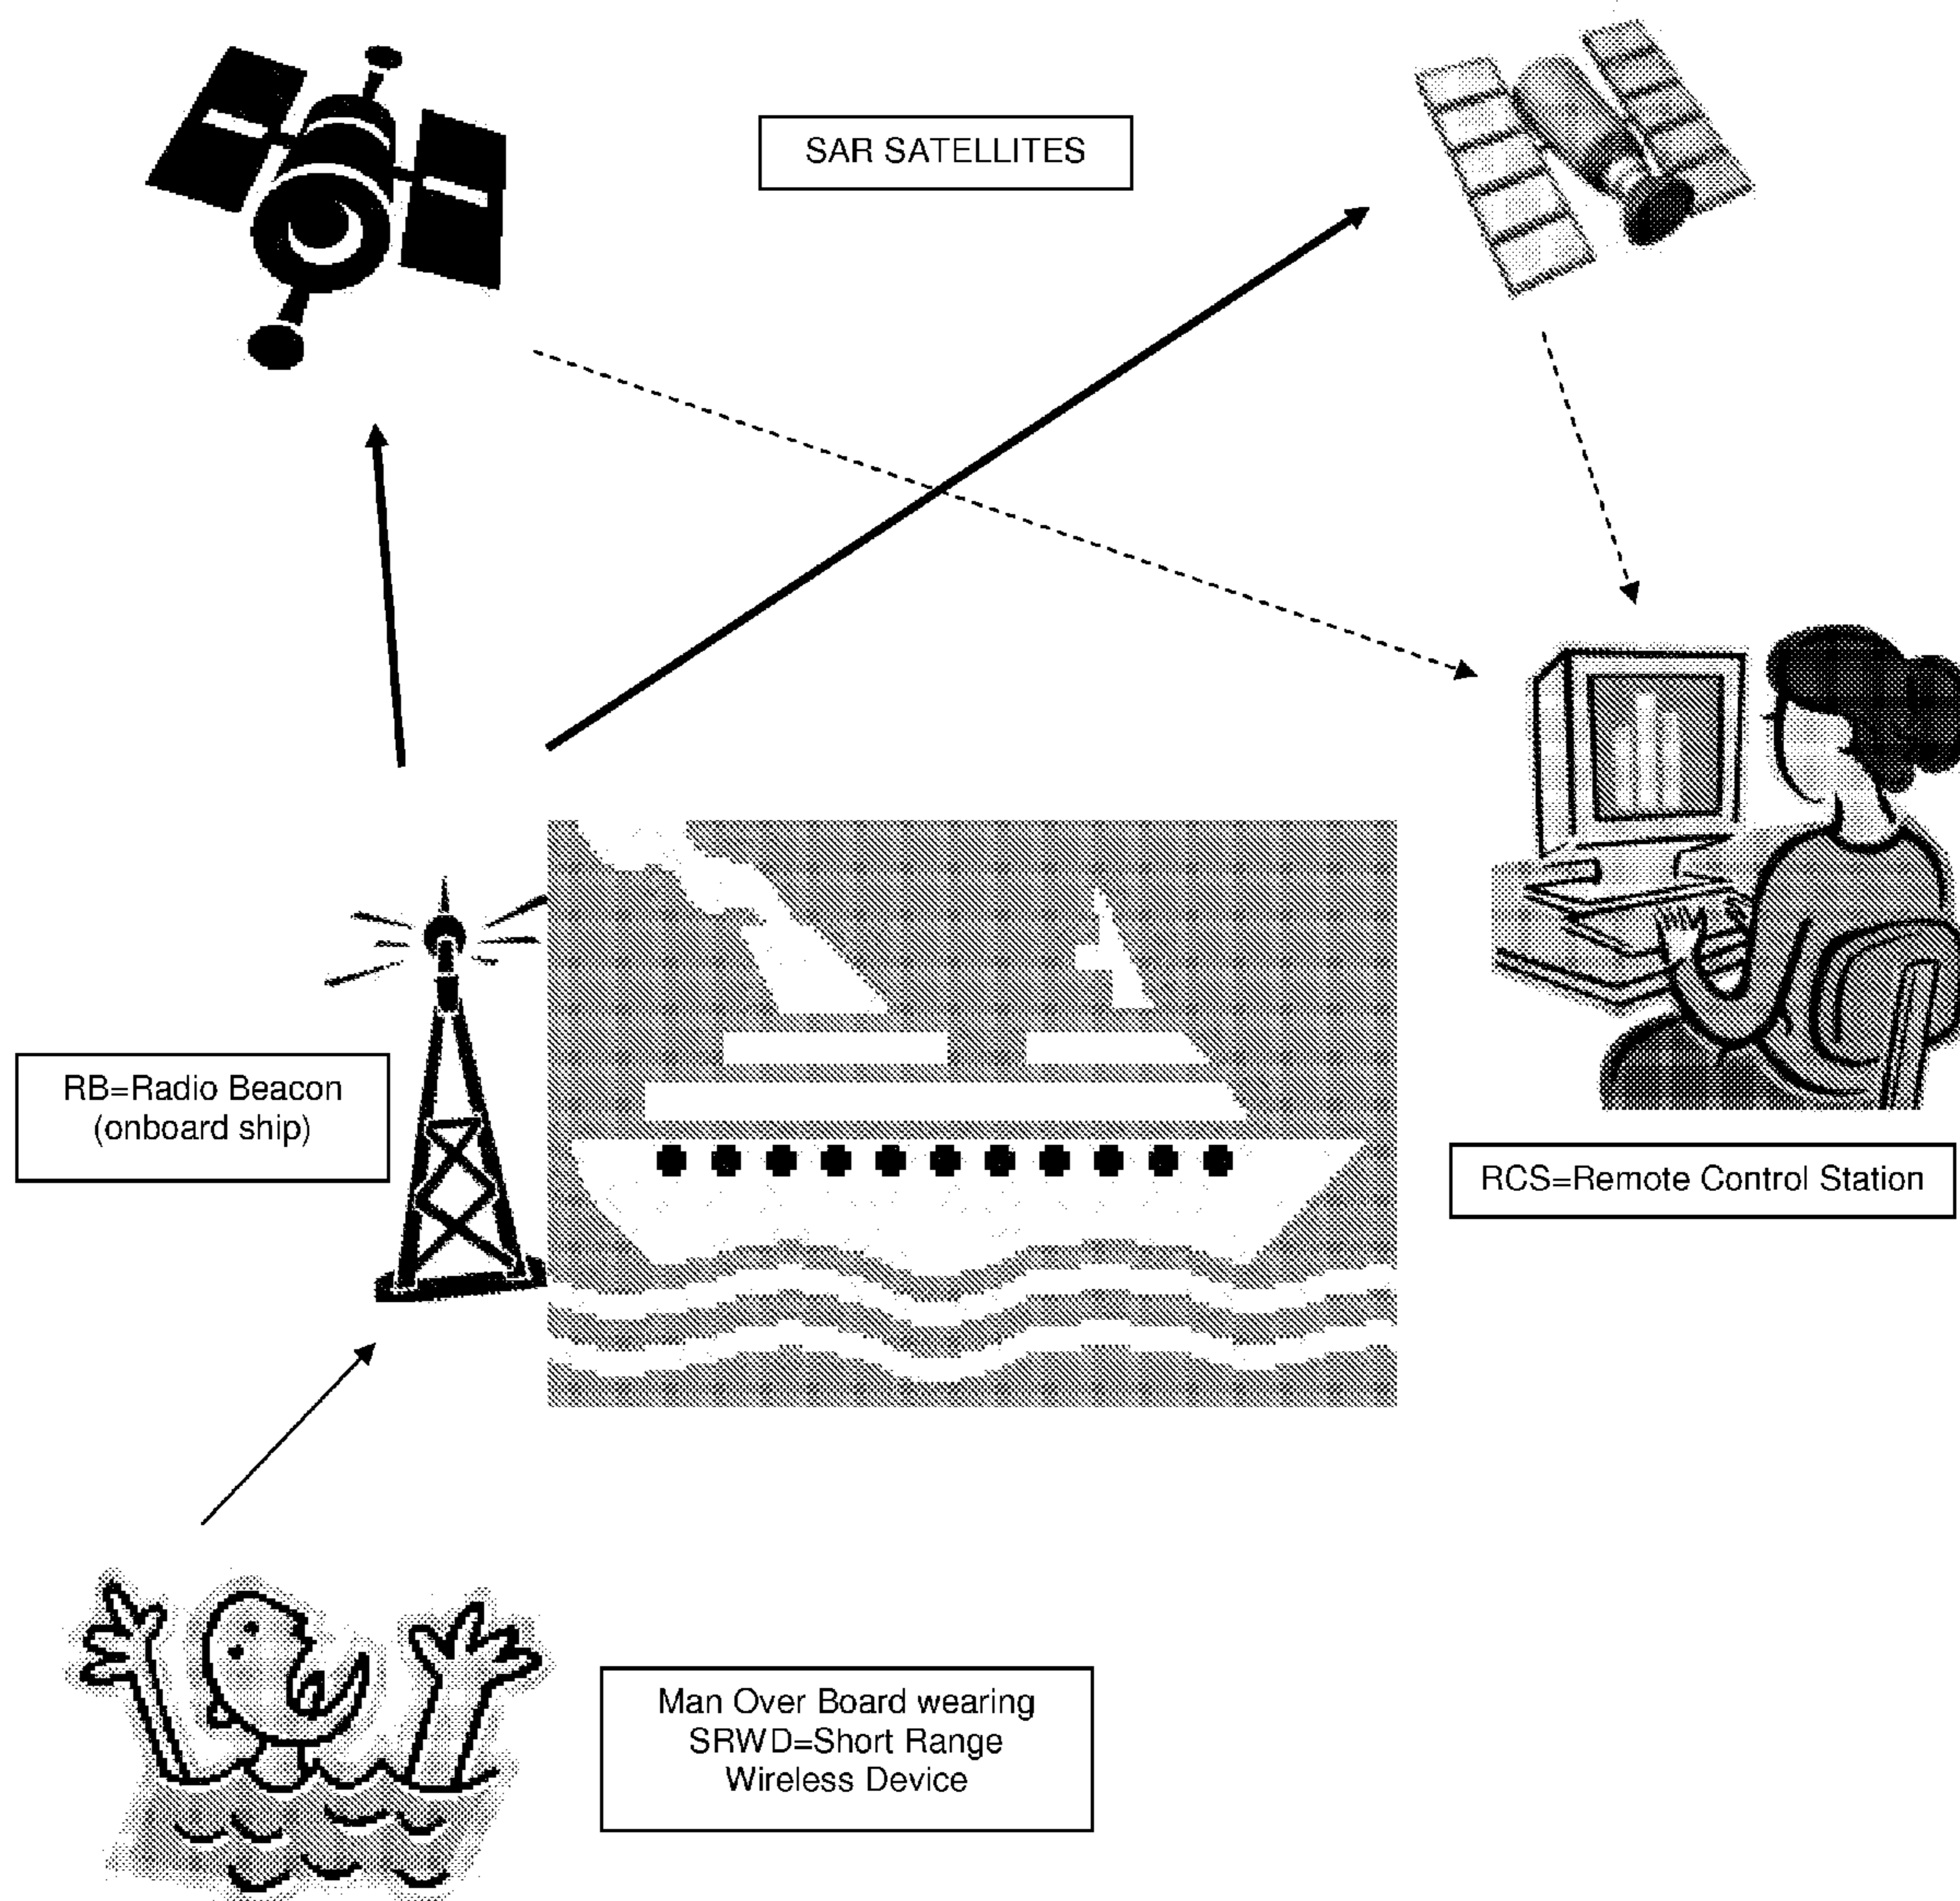 SAR SATELLITES
RB=Radio Beacon
(onboard ship)
RCS=Remote Control Station
Man Over Board wearing
SRWD=Short Range
Wireless Device